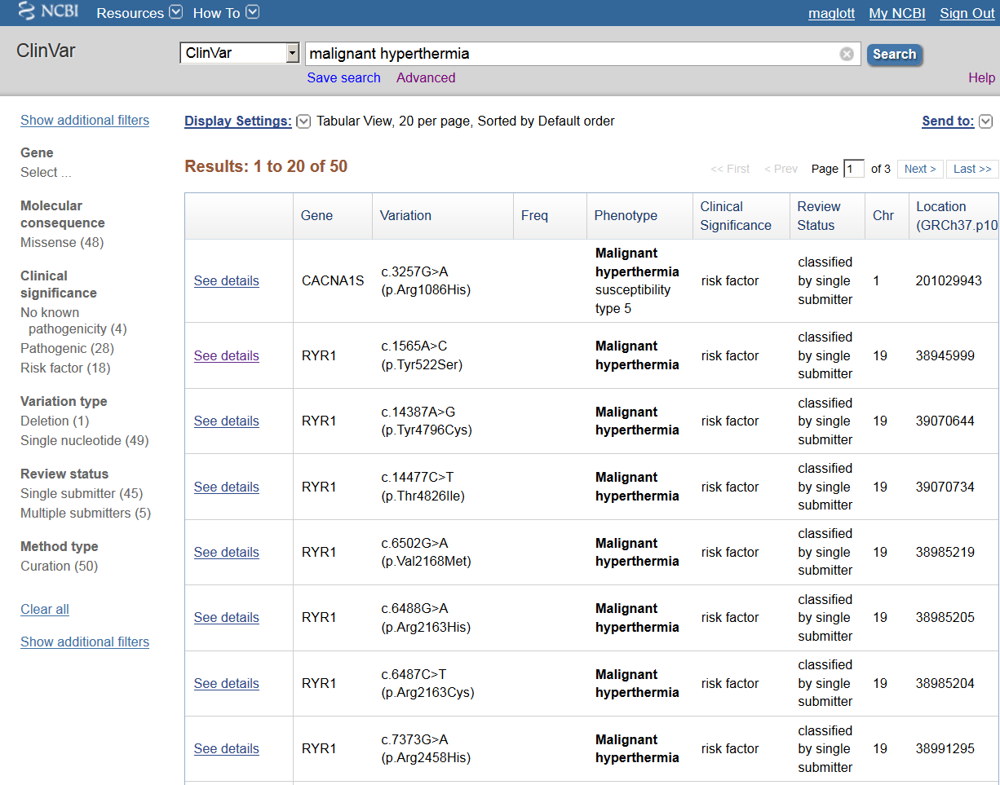 NCBI Resources How To maglott My NCBI Sign Out
ClinVar ClinVar malignant hyperthermia Search
Save search Advanced Help
Show additional filters
Gene
Select ...
Molecular
consequence
Missense (48)
Clinical
significance
No known
pathogenicity (4)
Pathogenic (28)
Risk factor (18)
Variation type
Deletion (1)
Single nucleotide (49)
Review status
Single submitter (45)
Multiple submitters (5)
Method type
Curation (50)
Clear all
Show additional filters
Display Settings: Tabular View, 20 per page, Sorted by Default order Send to:
Results: 1 to 20 of 50 << First < Prev Page 1 of 3 Next > Last >>
Gene Variation Freq Phenotype Clinical Significance Review Status Chr Location (GRCh37.p10
See details CACNA1S c.3257G>A (p.Arg1086His) Malignant hyperthermia susceptibility type 5 risk factor classified by single submitter 1 201029943
See details RYR1 c.1565A>C (p.Tyr522Ser) Malignant hyperthermia risk factor classified by single submitter 19 38945999
See details RYR1 c.14387A>G (p.Tyr4796Cys) Malignant hyperthermia risk factor classified by single submitter 19 39070644
See details RYR1 c.14477C>T (p.Thr4826Ile) Malignant hyperthermia risk factor classified by single submitter 19 39070734
See details RYR1 c.6502G>A (p.Val2168Met) Malignant hyperthermia risk factor classified by single submitter 19 38985219
See details RYR1 c.6488G>A (p.Arg2163His) Malignant hyperthermia risk factor classified by single submitter 19 38985205
See details RYR1 c.6487C>T (p.Arg2163Cys) Malignant hyperthermia risk factor classified by single submitter 19 38985204
See details RYR1 c.7373G>A (p.Arg2458His) Malignant hyperthermia risk factor classified by single submitter 19 38991295